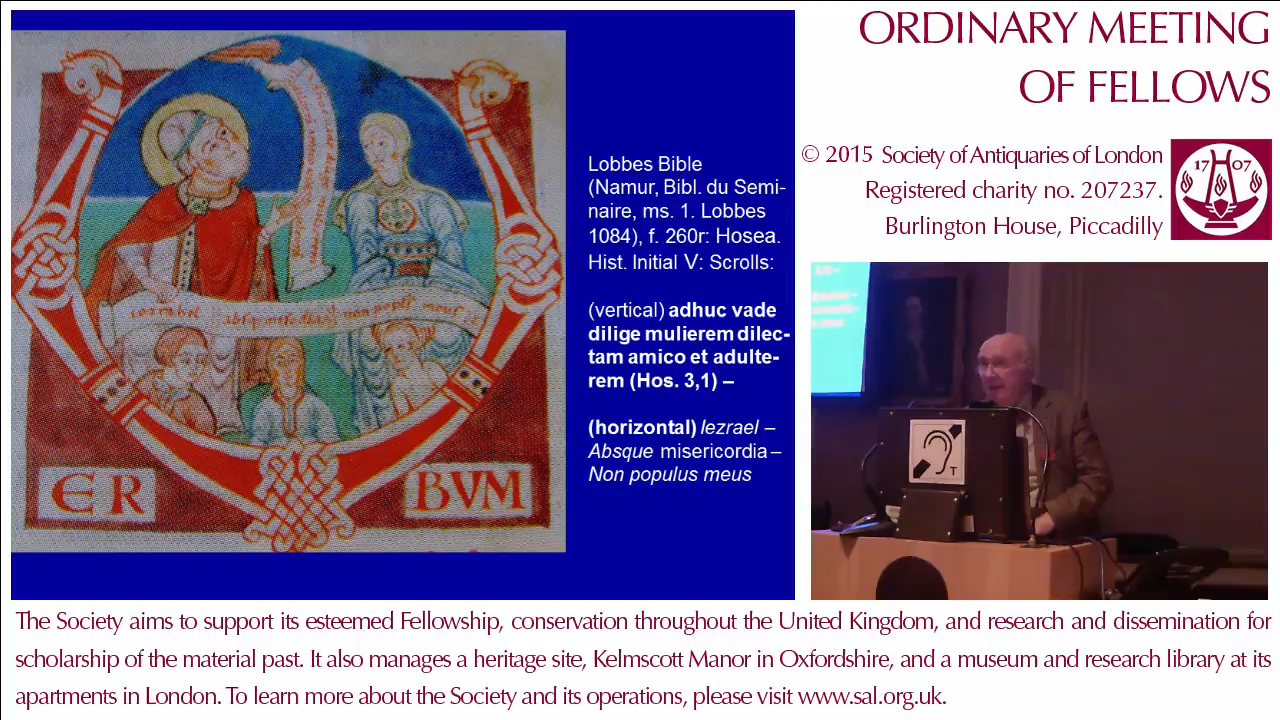 ORDINARY MEETING
OF FELLOWS
© 2015 Society of Antiquaries of London
Registered charity no. 207237.
Burlington House, Piccadilly
17 07
Lobbes Bible
(Namur, Bibl. du Semi-
naire, ms. 1. Lobbes
1084), f. 260r: Hosea.
Hist. Initial V: Scrolls:
(vertical) adhuc vade
dilige mulierem dilec-
tam amico et adulte-
rem (Hos. 3,1) –
(horizontal) Iezrael –
Absque misericordia –
Non populus meus
ER
BVM
T
The Society aims to support its esteemed Fellowship, conservation throughout the United Kingdom, and research and dissemination for
scholarship of the material past. It also manages a heritage site, Kelmscott Manor in Oxfordshire, and a museum and research library at its
apartments in London. To learn more about the Society and its operations, please visit www.sal.org.uk.